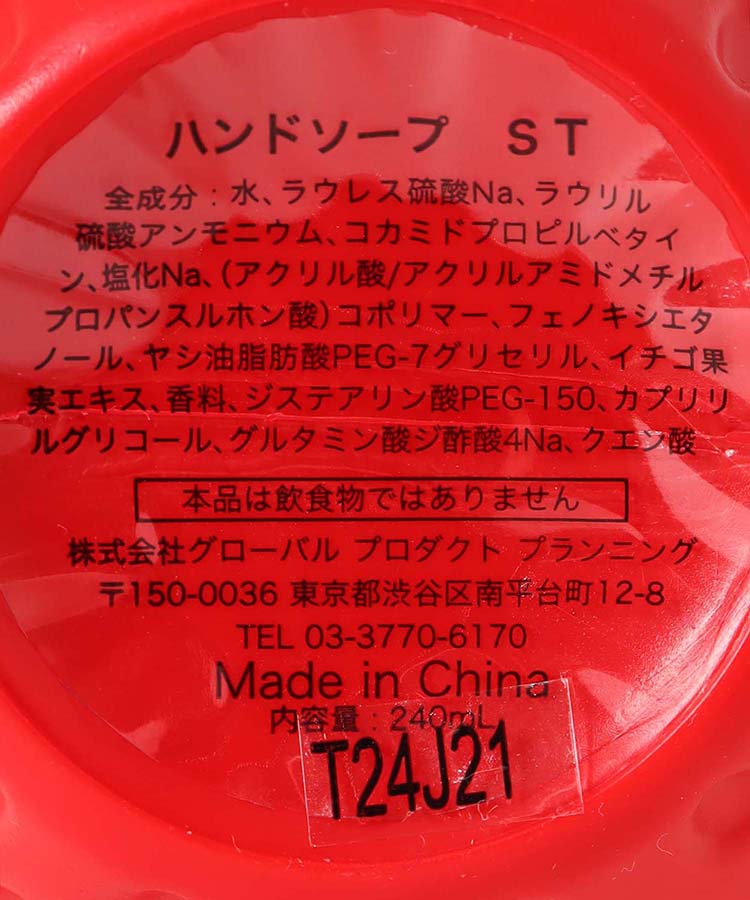 ハンドソープ　ＳＴ
全成分：水、ラウレス硫酸Na、ラウリル
硫酸アンモニウム、コカミドプロピルベタイ
ン、塩化Na、(アクリル酸/アクリルアミドメチル
プロパンスルホン酸)コポリマー、フェノキシエタ
ノール、ヤシ油脂肪酸PEG-7グリセリル、イチゴ果
実エキス、香料、ジステアリン酸PEG-150、カプリリ
ルグリコール、グルタミン酸ジ酢酸4Na、クエン酸
本品は飲食物ではありません
株式会社グローバル プロダクト プランニング
〒150-0036 東京都渋谷区南平台町12-8
TEL 03-3770-6170
Made in China
内容量：240mL
T24J21